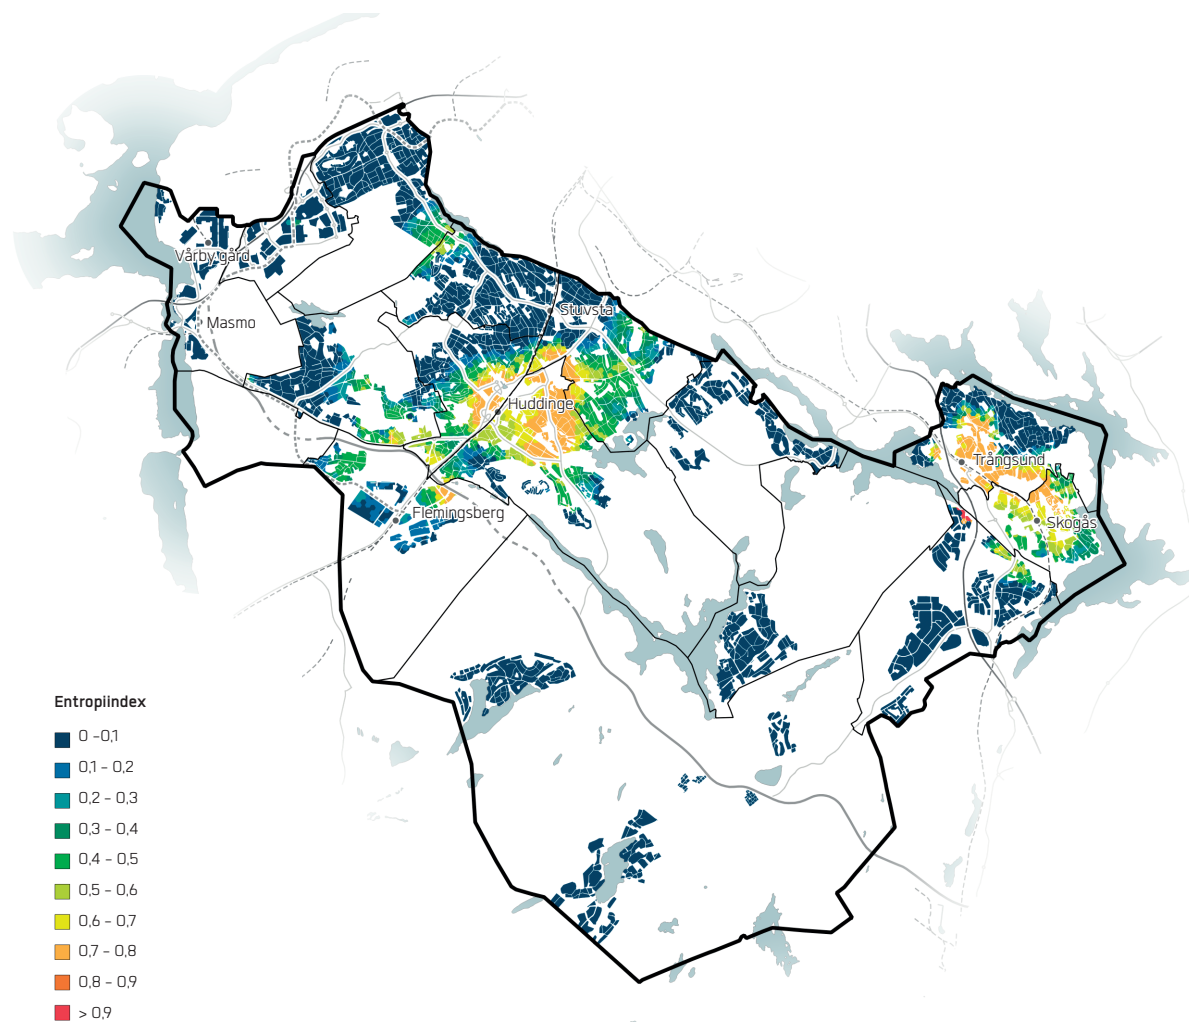 Vårby gård
Masmo
Stuvsta
Huddinge
Trångsund
Flemingsberg
Skogås
Entropiindex
0 -0,1
0,1 – 0,2
0,2 – 0,3
0,3 – 0,4
0,4 – 0,5
0,5 – 0,6
0,6 – 0,7
0,7 – 0,8
0,8 – 0,9
> 0,9